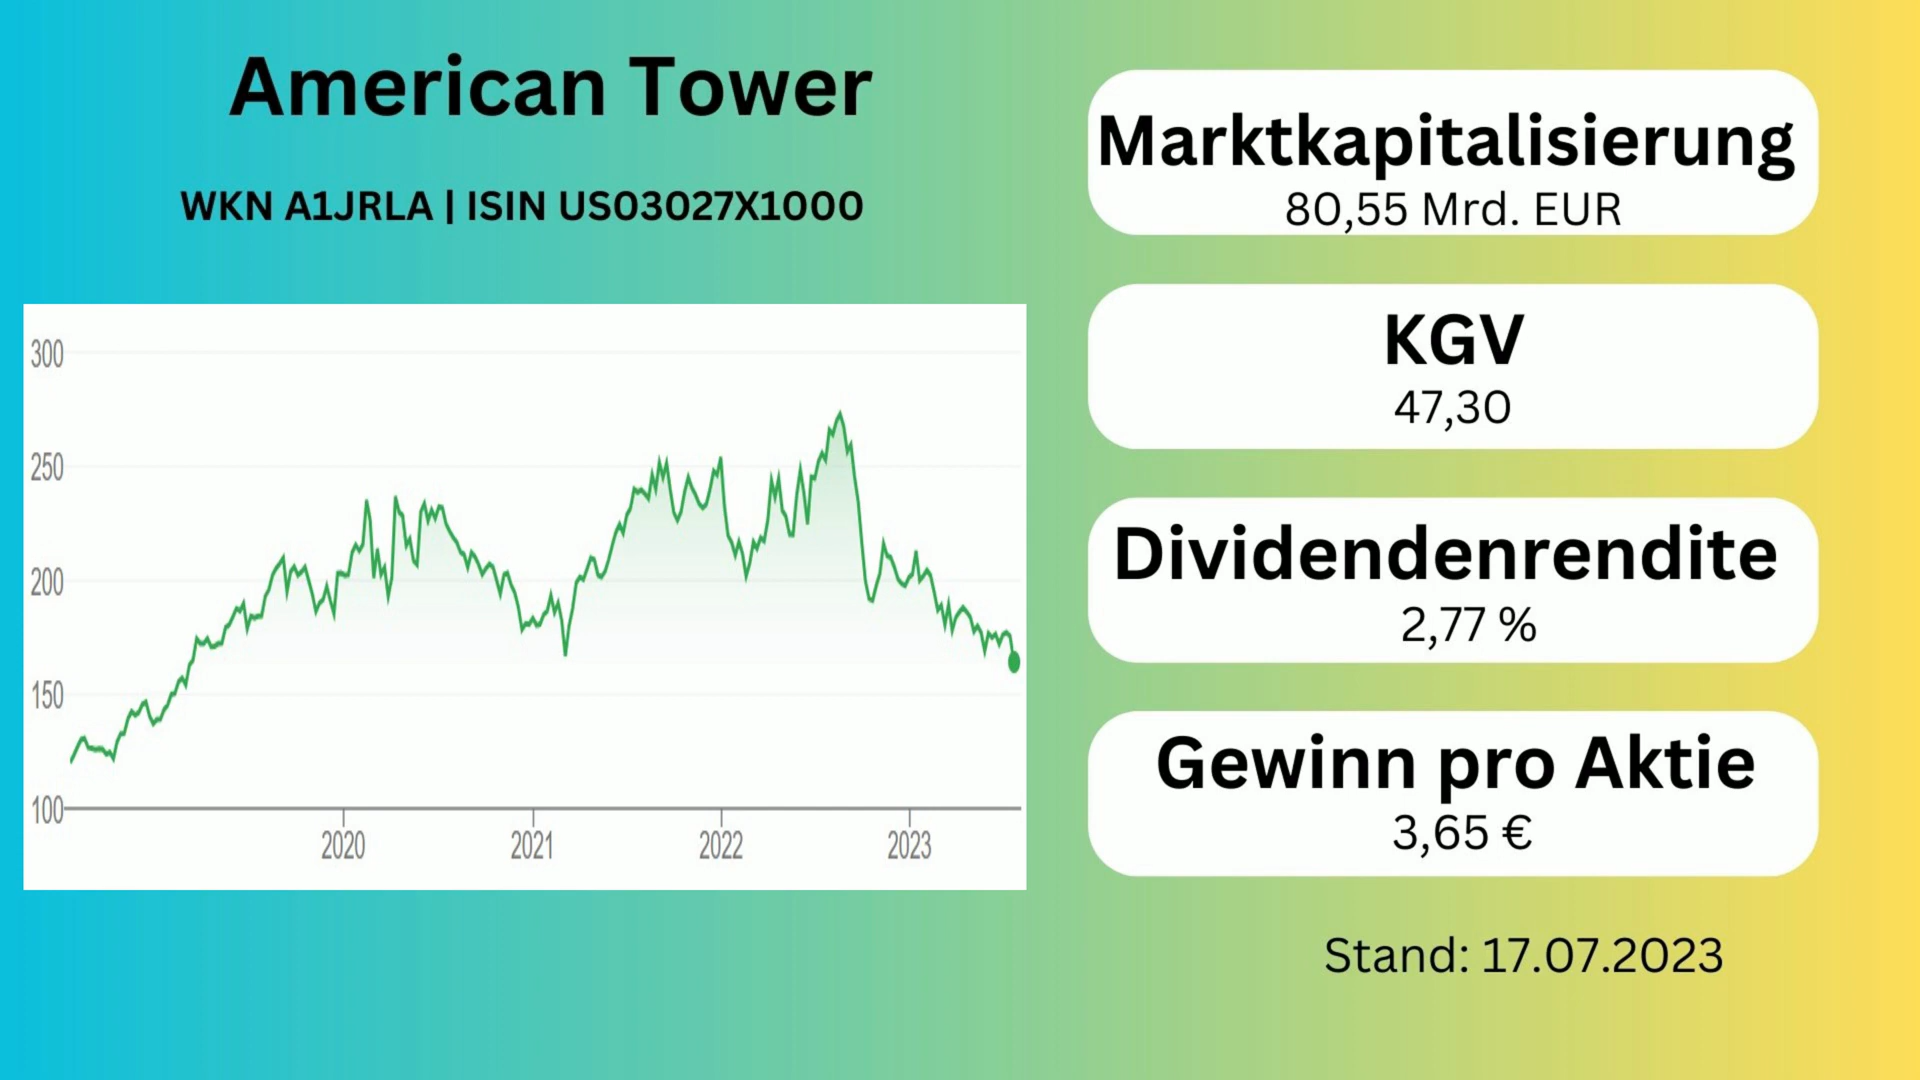 American Tower
WKN A1JRLA | ISIN US03027X1000
300
250
200
150
100
2020
2021
2022
2023
Marktkapitalisierung
80,55 Mrd. EUR
KGV
47,30
Dividendenrendite
2,77 %
Gewinn pro Aktie
3,65 €
Stand: 17.07.2023